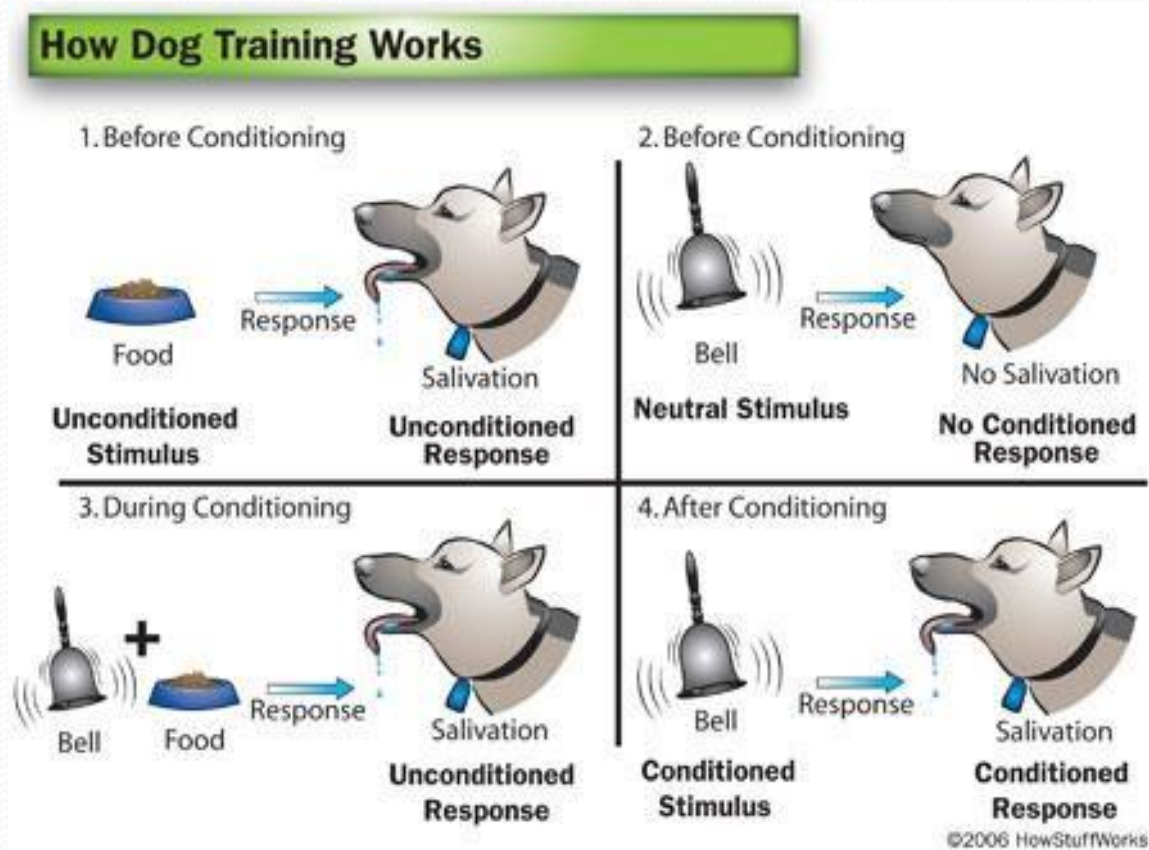 How Dog Training Works
1. Before Conditioning
Food
Response
Salivation
Unconditioned
Stimulus
Unconditioned
Response
2. Before Conditioning
Bell
Response
No Salivation
Neutral Stimulus
No Conditioned
Response
3. During Conditioning
+
Bell
Food
Response
Salivation
Unconditioned
Response
4. After Conditioning
Bell
Response
Salivation
Conditioned
Stimulus
Conditioned
Response
©2006 HowStuffWorks